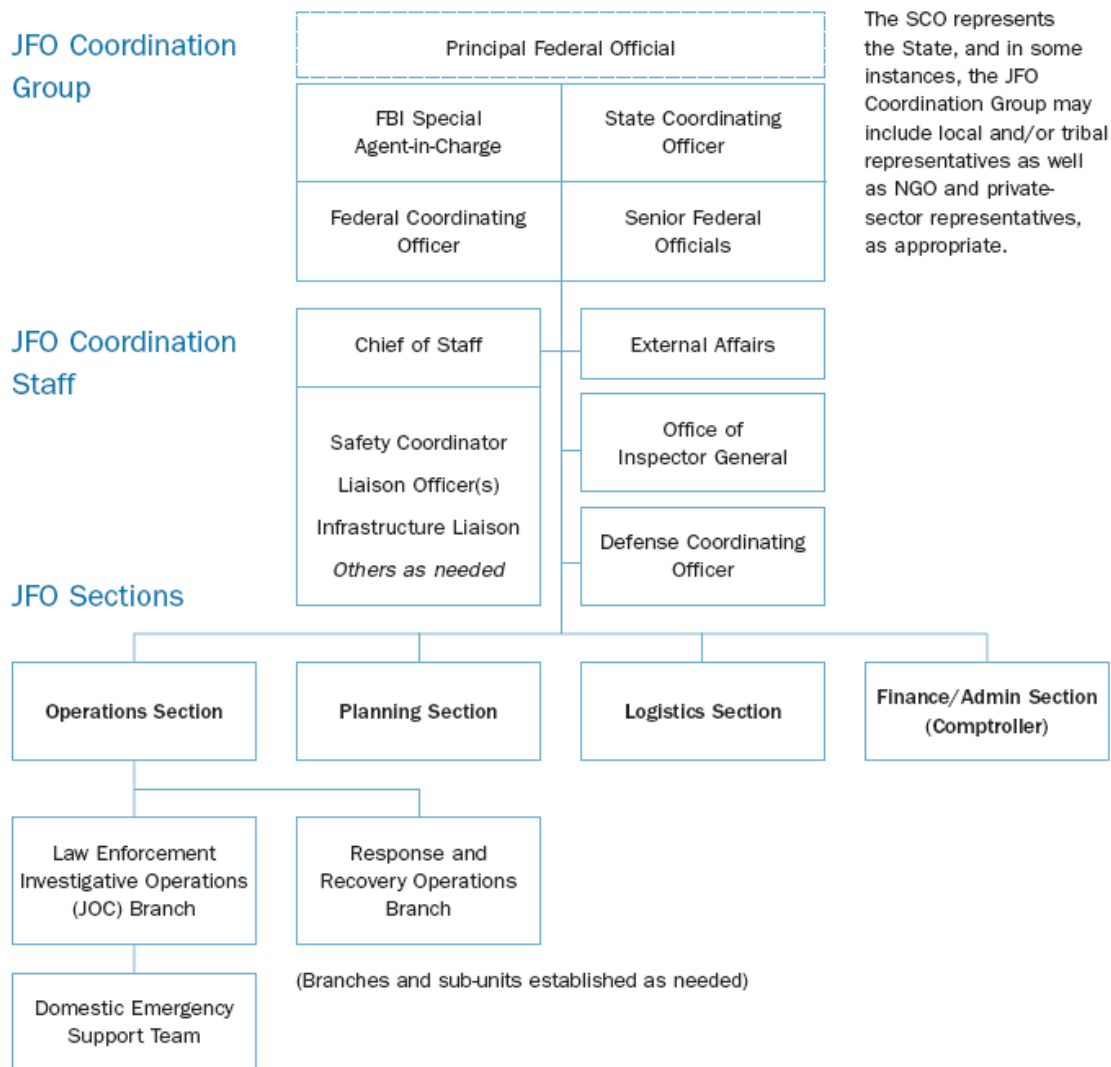 JFO Coordination
Group
Principal Federal Official
FBI Special
Agent-in-Charge
State Coordinating
Officer
Federal Coordinating
Officer
Senior Federal
Officials
The SCO represents
the State, and in some
instances, the JFO
Coordination Group may
include local and/or tribal
representatives as well
as NGO and private-
sector representatives,
as appropriate.
JFO Coordination
Staff
Chief of Staff
Safety Coordinator
Liaison Officer(s)
Infrastructure Liaison
Others as needed
External Affairs
Office of
Inspector General
Defense Coordinating
Officer
JFO Sections
Operations Section
Planning Section
Logistics Section
Finance/Admin Section
(Comptroller)
Law Enforcement
Investigative Operations
(JOC) Branch
Response and
Recovery Operations
Branch
Domestic Emergency
Support Team
(Branches and sub-units established as needed)